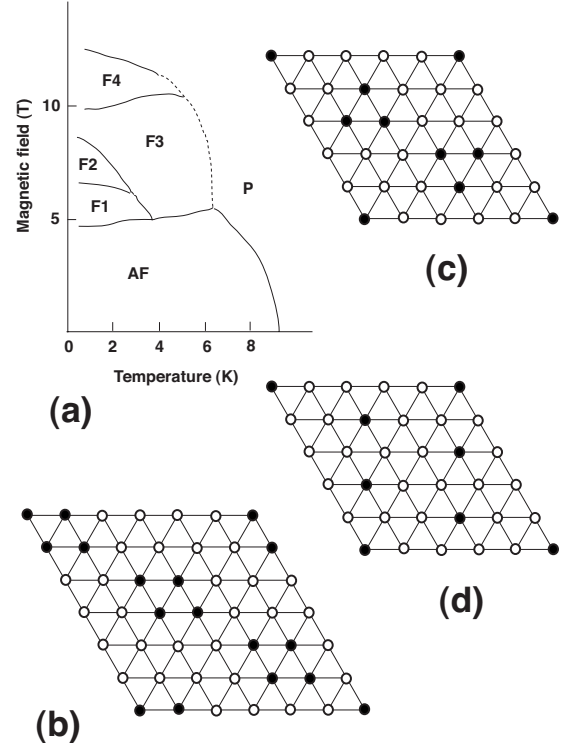 Magnetic field (T)
10
5
F4
F3
F2
F1
P
AF
0
2
4
6
8
Temperature (K)
(a)
(c)
(d)
(b)